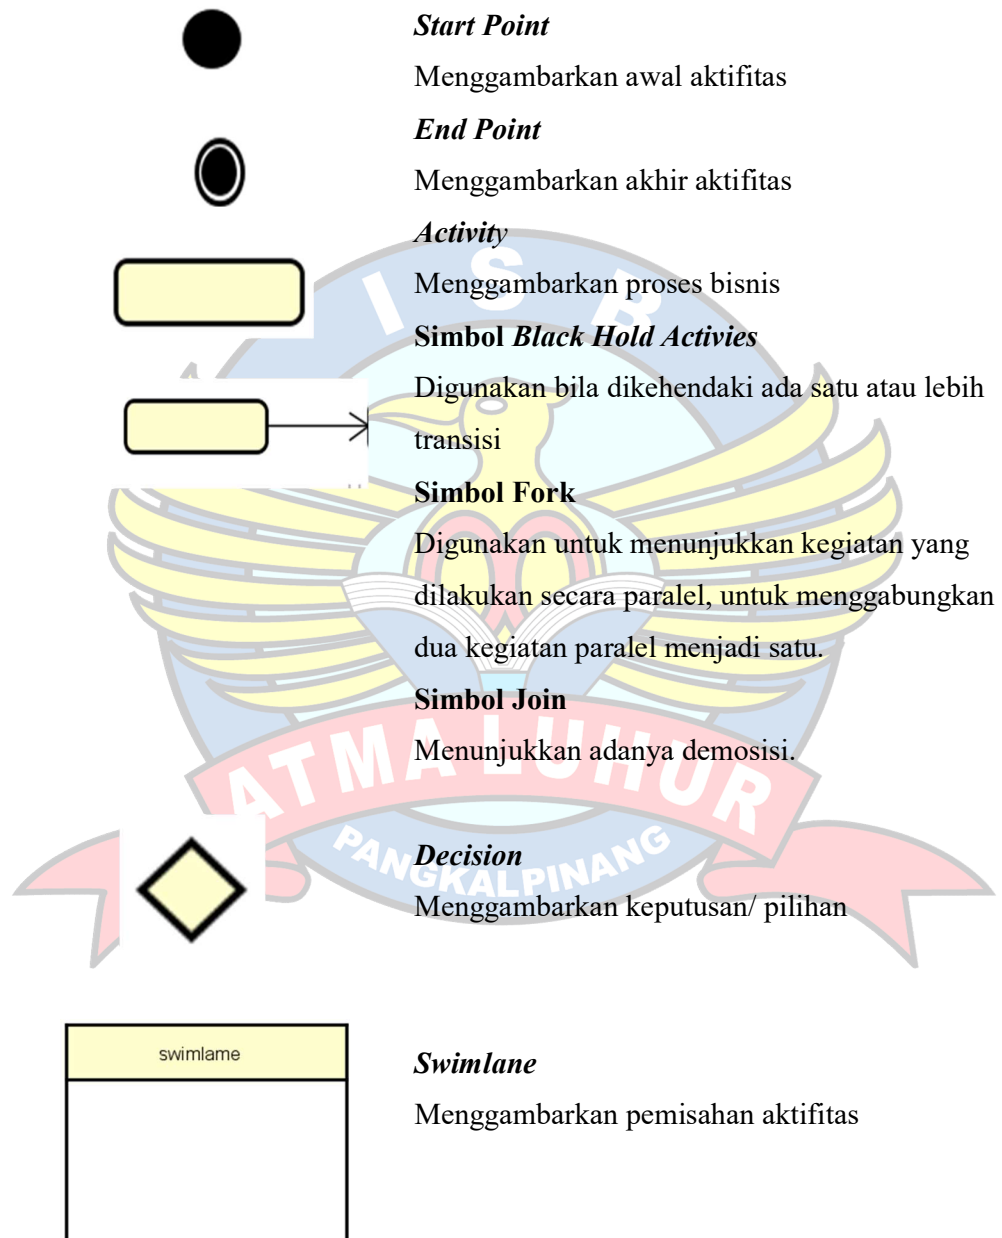 Start Point
Menggambarkan awal aktifitas
End Point
Menggambarkan akhir aktifitas
Activity
Menggambarkan proses bisnis
Simbol Black Hold Activies
Digunakan bila dikehendaki ada satu atau lebih
transisi
Simbol Fork
Digunakan untuk menunjukkan kegiatan yang
dilakukan secara paralel, untuk menggabungkan
dua kegiatan paralel menjadi satu.
Simbol Join
Menunjukkan adanya demosisi.
Decision
Menggambarkan keputusan/ pilihan
swimlame
Swimlane
Menggambarkan pemisahan aktifitas
I S B
ATMA LUHUR
PANGKALPINANG